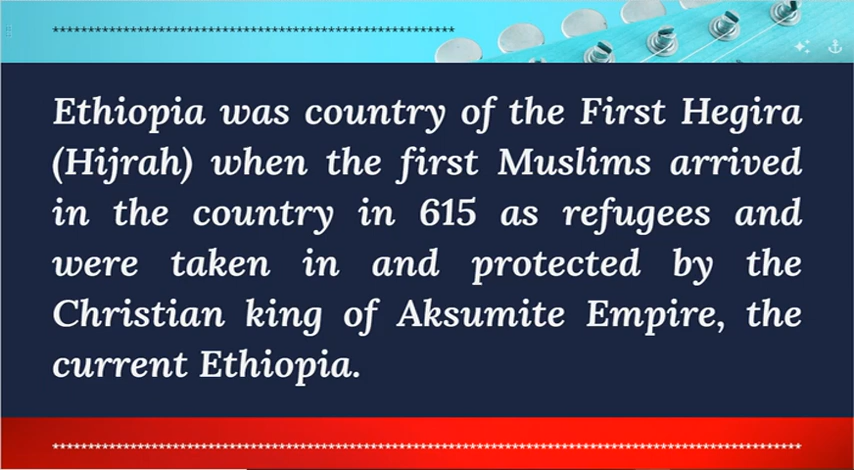 *********************************************************
Ethiopia was country of the First Hegira
(Hijrah) when the first Muslims arrived
in the country in 615 as refugees and
were taken in and protected by the
Christian king of Aksumite Empire, the
current Ethiopia.
**********************************************************************************************************